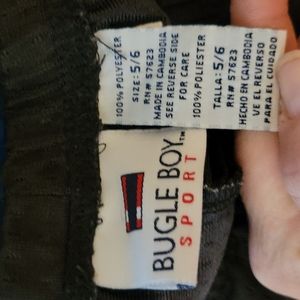 100% POLYESTER
SIZE: 5/6
RN# 57623
MADE IN CAMBODIA
SEE REVERSE SIDE
FOR CARE
100% POLIESTER
TALLA: 5/6
RN# 57623
HECHO EN CAMBODIA
VE EL REVERSO
PARA EL CUIDADO
BUGLE BOY™
SPORT